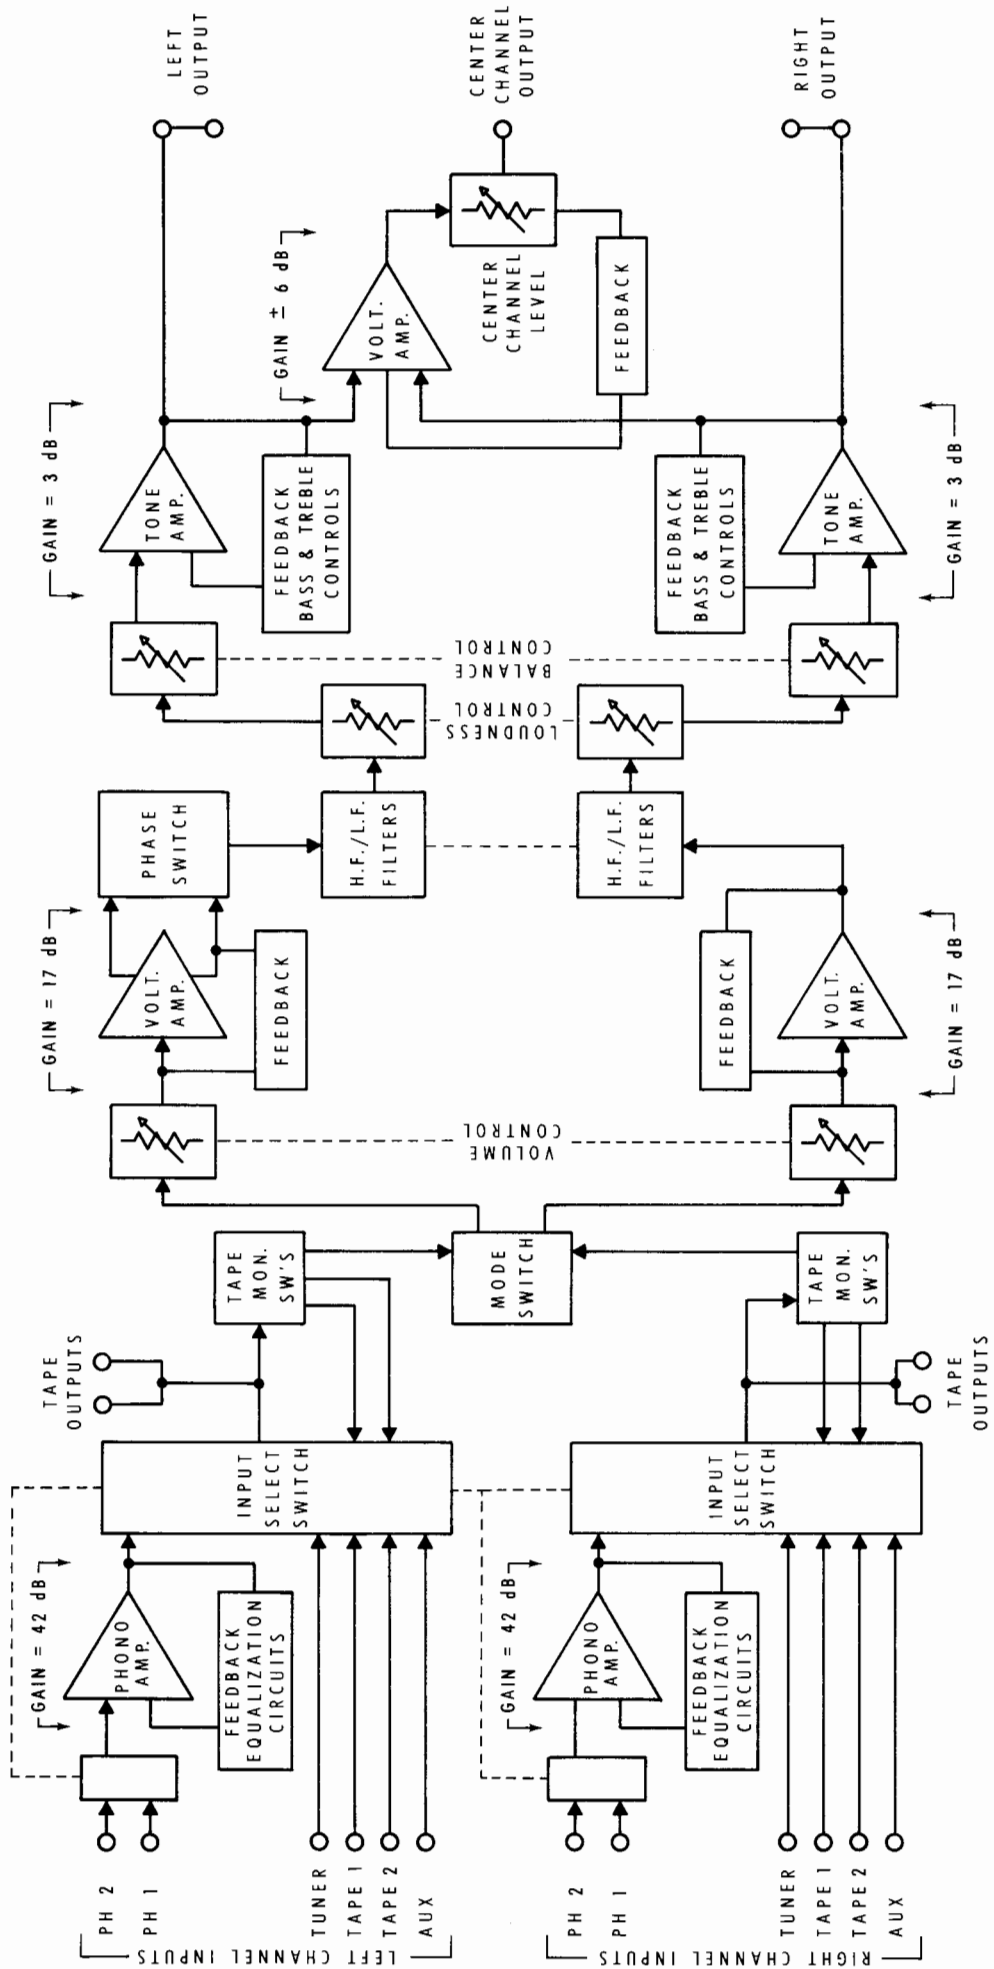 LEFT CHANNEL INPUTS
PH 2
PH 1
TUNER
TAPE 1
TAPE 2
AUX
GAIN = 42 dB
PHONO
AMP.
FEEDBACK
EQUALIZATION
CIRCUITS
INPUT
SELECT
SWITCH
TAPE
OUTPUTS
TAPE
MON.
SW'S
RIGHT CHANNEL INPUTS
PH 2
PH 1
TUNER
TAPE 1
TAPE 2
AUX
GAIN = 42 dB
PHONO
AMP.
FEEDBACK
EQUALIZATION
CIRCUITS
INPUT
SELECT
SWITCH
TAPE
OUTPUTS
TAPE
MON.
SW'S
MODE
SWITCH
VOLUME
CONTROL
GAIN = 17 dB
VOLT.
AMP.
FEEDBACK
PHASE
SWITCH
H.F./L.F.
FILTERS
FEEDBACK
VOLT.
AMP.
GAIN = 17 dB
H.F./L.F.
FILTERS
LOUDNESS
CONTROL
BALANCE
CONTROL
GAIN = 3 dB
TONE
AMP.
FEEDBACK
BASS & TREBLE
CONTROLS
FEEDBACK
BASS & TREBLE
CONTROLS
TONE
AMP.
GAIN = 3 dB
GAIN ± 6 dB
VOLT.
AMP.
CENTER
CHANNEL
LEVEL
FEEDBACK
LEFT
OUTPUT
CENTER
CHANNEL
OUTPUT
RIGHT
OUTPUT